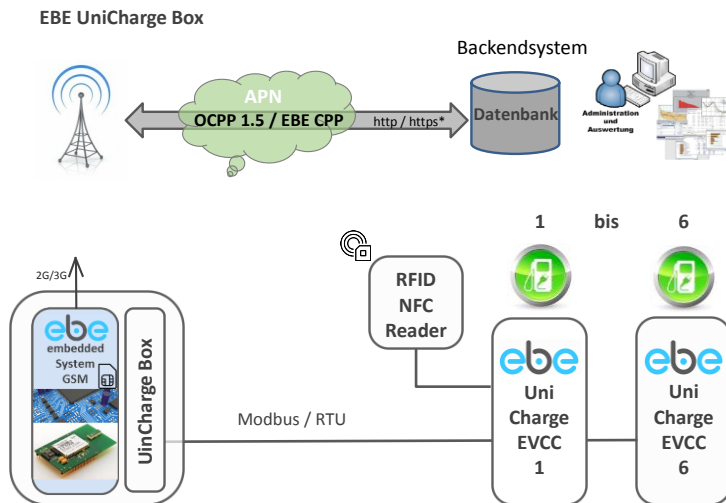 EBE UniCharge Box
Backendsystem
APN
OCPP 1.5 / EBE CPP
http / https*
Datenbank
Administration
und
Auswertung
1 bis 6
2G/3G
RFID
NFC
Reader
ebe
embedded
System
GSM
UinCharge Box
Modbus / RTU
ebe
Uni
Charge
EVCC
1
ebe
Uni
Charge
EVCC
6